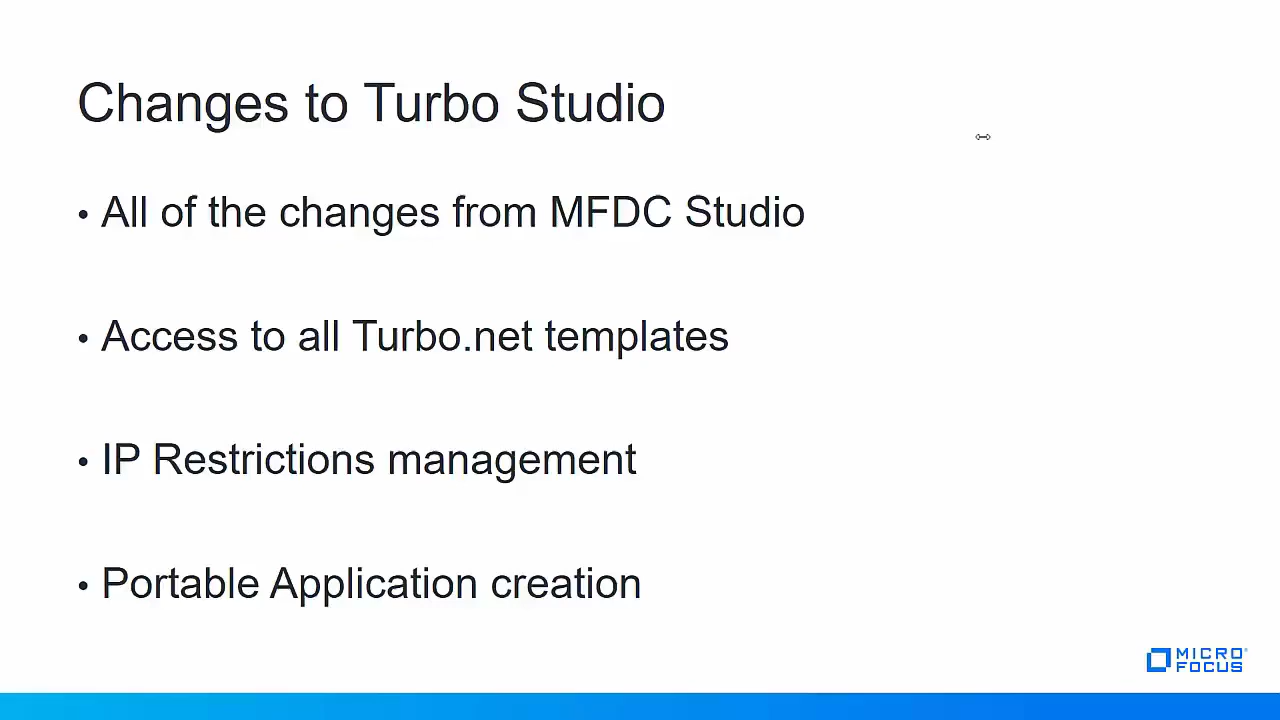 Changes to Turbo Studio
• All of the changes from MFDC Studio
• Access to all Turbo.net templates
• IP Restrictions management
• Portable Application creation
MICRO
FOCUS